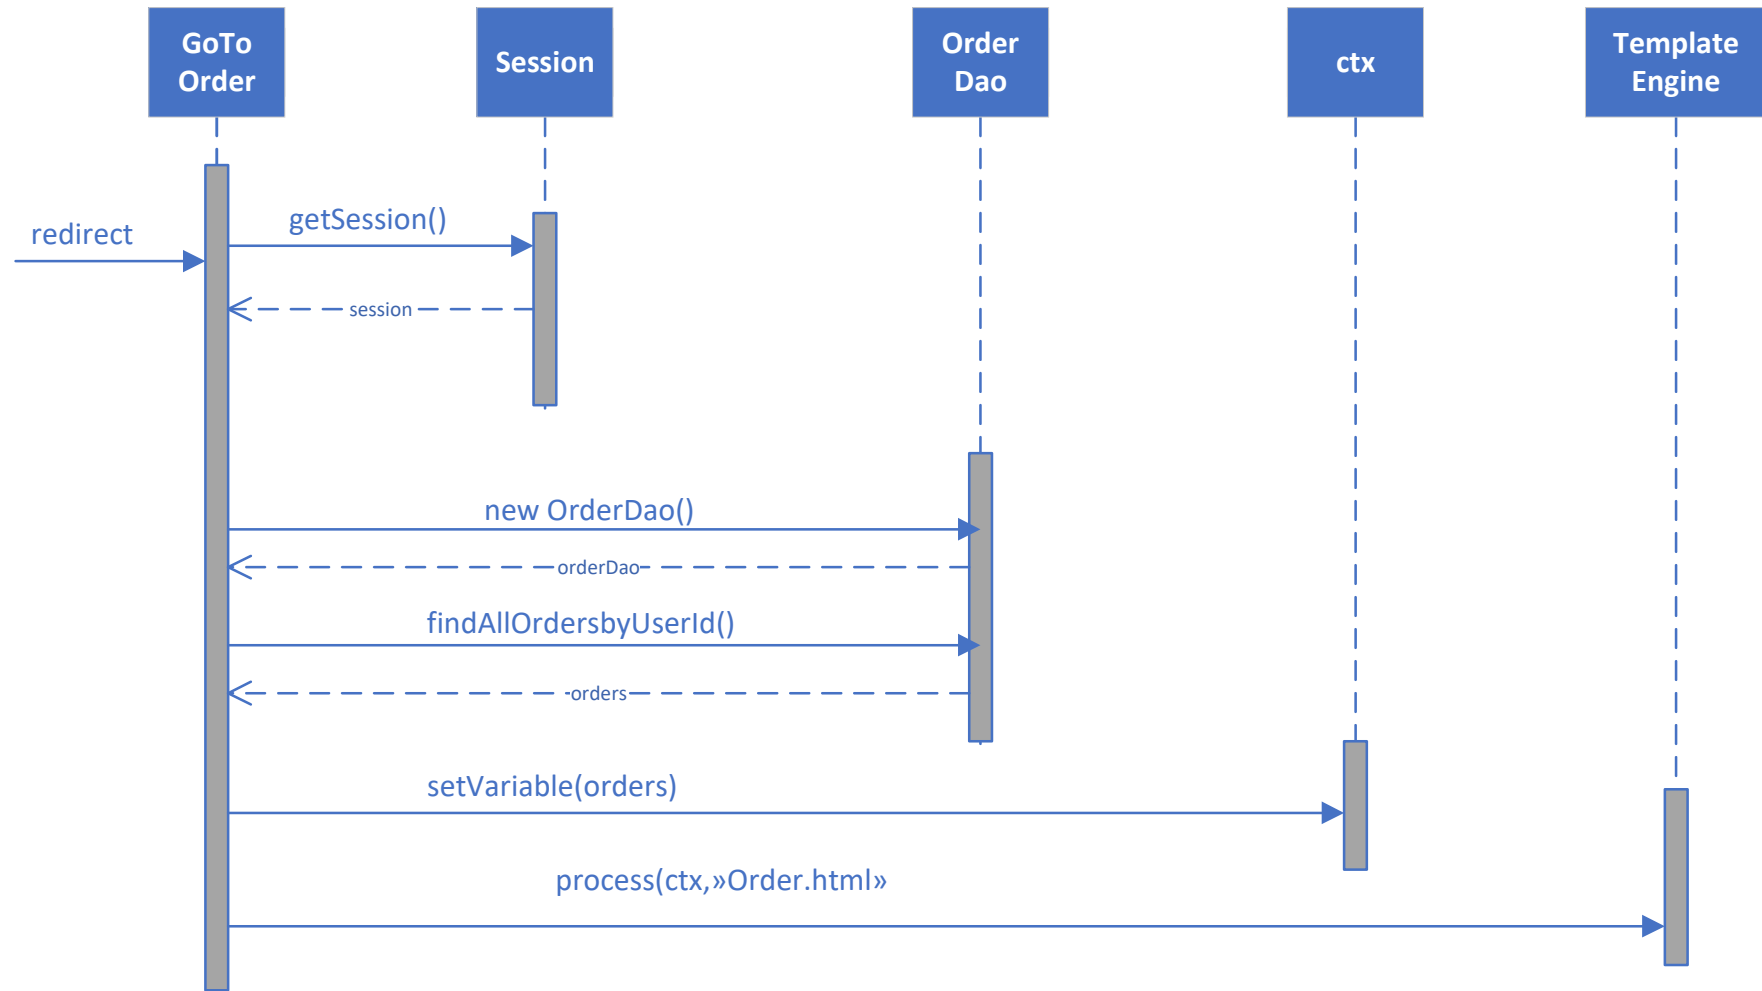 GoTo
Order
Session
Order
Dao
ctx
Template
Engine
redirect
getSession()
session
new OrderDao()
orderDao
findAllOrdersbyUserId()
orders
setVariable(orders)
process(ctx,»Order.html»